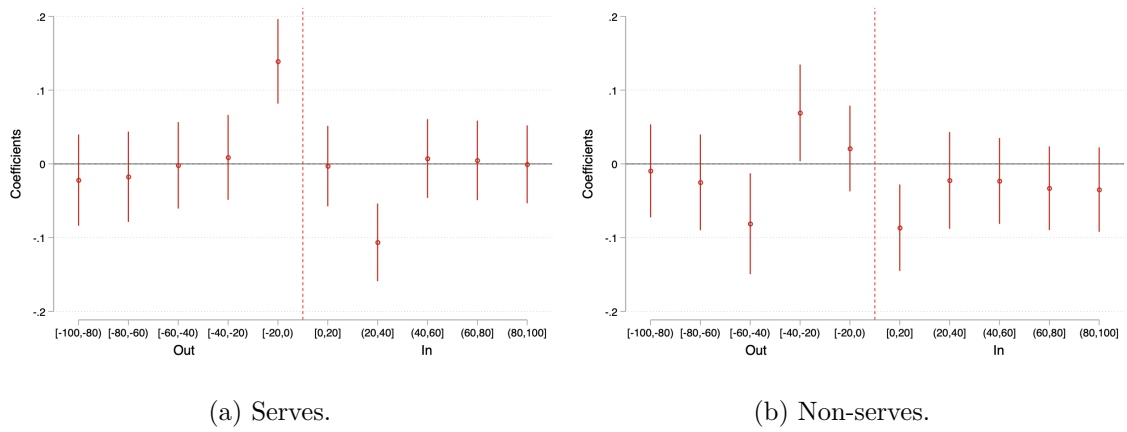 .2
.1
0
-.1
-.2
Coefficients
[-100,-80) [-80,-60) [-60,-40) [-40,-20) [-20,0) [0,20] (20,40] (40,60] (60,80] (80,100]
Out In
(a) Serves.
.2
.1
0
-.1
-.2
Coefficients
[-100,-80) [-80,-60) [-60,-40) [-40,-20) [-20,0) [0,20] (20,40] (40,60] (60,80] (80,100]
Out In
(b) Non-serves.